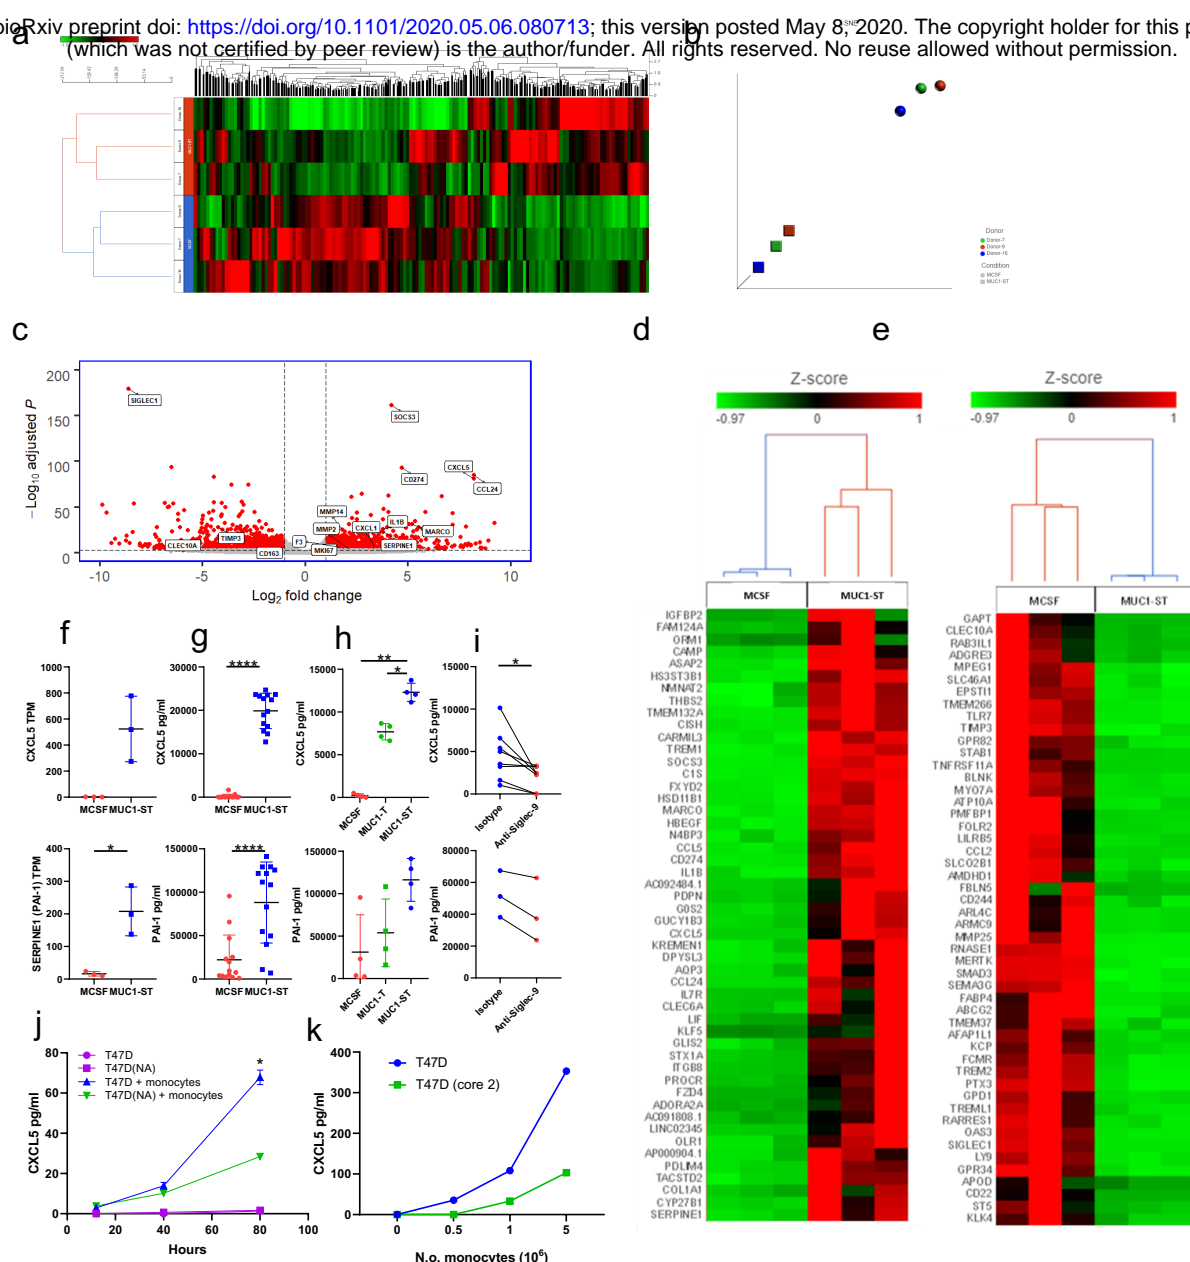 bioRxiv preprint doi: https://doi.org/10.1101/2020.05.06.080713; this version posted May 8, 2020. The copyright holder for this p
(which was not certified by peer review) is the author/funder. All rights reserved. No reuse allowed without permission.
a
b
Donor
Donor-7
Donor-9
Donor-10
Condition
MCSF
MUC1-ST
c
– Log10 adjusted P
200
150
100
50
0
-10
-5
0
5
10
Log2 fold change
SIGLEC1
SOCS3
CXCL5
CD274
CCL24
MMP14
MMP2
CXCL1
IL1B
MARCO
CLEC10A
TIMP3
CD163
F3
MKI67
SERPINE1
d
Z-score
-0.97
0
1
MCSF
MUC1-ST
IGFBP2
FAM124A
ORM1
CAMP
ASAP2
HS3ST3B1
NMNAT2
THBS2
TMEM132A
CISH
CARMIL3
TREM1
SOCS3
C1S
FXYD2
HSD11B1
MARCO
HBEGF
N4BP3
CCL5
CD274
IL1B
AC092484.1
PDPN
G0S2
GUCY1B3
CXCL5
KREMEN1
DPYSL3
AQP3
CCL24
IL7R
CLEC6A
LIF
KLF5
GLIS2
STX1A
ITGB8
PROCR
FZD4
ADORA2A
AC091808.1
LINC02345
OLR1
AP000904.1
PDLIM4
TACSTD2
COL1A1
CYP27B1
SERPINE1
e
Z-score
-0.97
0
1
MCSF
MUC1-ST
GAPT
CLEC10A
RAB3IL1
ADGRE3
MPEG1
SLC46A1
EPSTI1
TMEM266
TLR7
TIMP3
GPR82
STAB1
TNFRSF11A
BLNK
MYO7A
ATP10A
PMFBP1
FOLR2
LILRB5
CCL2
SLCO2B1
AMDHD1
FBLN5
CD244
ARL4C
ARMC9
MMP25
RNASE1
MERTK
SMAD3
SEMA3G
FABP4
ABCG2
TMEM37
AFAP1L1
KCP
FCMR
TREM2
PTX3
GPD1
TREML1
RARRES1
OAS3
SIGLEC1
LY9
GPR34
APOD
CD22
ST5
KLK4
f
CXCL5 TPM
1000
800
600
400
200
0
MCSF MUC1-ST
SERPINE1 (PAI-1) TPM
400
300
200
100
0
*
MCSF MUC1-ST
g
CXCL5 pg/ml
30000
20000
10000
0
****
MCSF MUC1-ST
PAI-1 pg/ml
150000
100000
50000
0
****
MCSF MUC1-ST
h
CXCL5 pg/ml
15000
10000
5000
0
**
*
MCSF
MUC1-T
MUC1-ST
PAI-1 pg/ml
150000
100000
50000
0
MCSF
MUC1-T
MUC1-ST
i
CXCL5 pg/ml
15000
10000
5000
0
*
Isotype
Anti-Siglec-9
PAI-1 pg/ml
80000
60000
40000
20000
0
Isotype
Anti-Siglec-9
j
T47D
T47D(NA)
T47D + monocytes
T47D(NA) + monocytes
*
CXCL5 pg/ml
80
60
40
20
0
0
20
40
60
80
100
Hours
k
T47D
T47D (core 2)
CXCL5 pg/ml
400
300
200
100
0
0
0.5
1
5
N.o. monocytes (10^6)